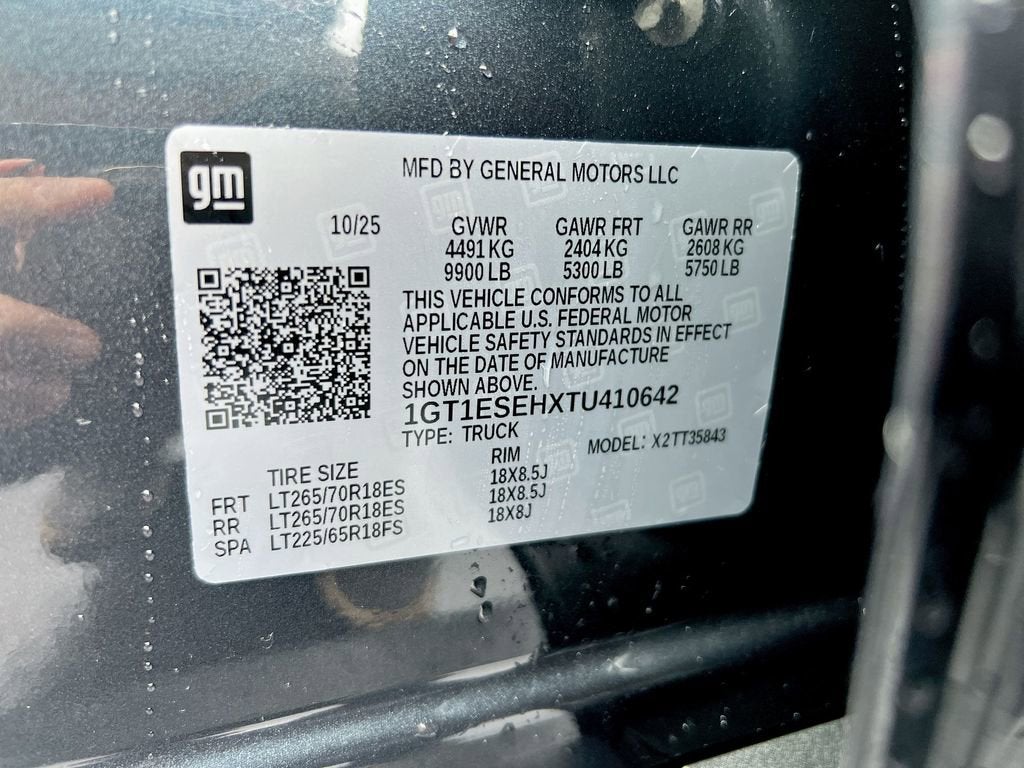 gm
MFD BY GENERAL MOTORS LLC
10/25 GVWR GAWR FRT GAWR RR
4491 KG 2404 KG 2608 KG
9900 LB 5300 LB 5750 LB
THIS VEHICLE CONFORMS TO ALL
APPLICABLE U.S. FEDERAL MOTOR
VEHICLE SAFETY STANDARDS IN EFFECT
ON THE DATE OF MANUFACTURE
SHOWN ABOVE.
1GT1ESEHXTU410642
TYPE: TRUCK MODEL: X2TT35843
TIRE SIZE RIM
FRT LT265/70R18ES 18X8.5J
RR LT265/70R18ES 18X8.5J
SPA LT225/65R18FS 18X8J